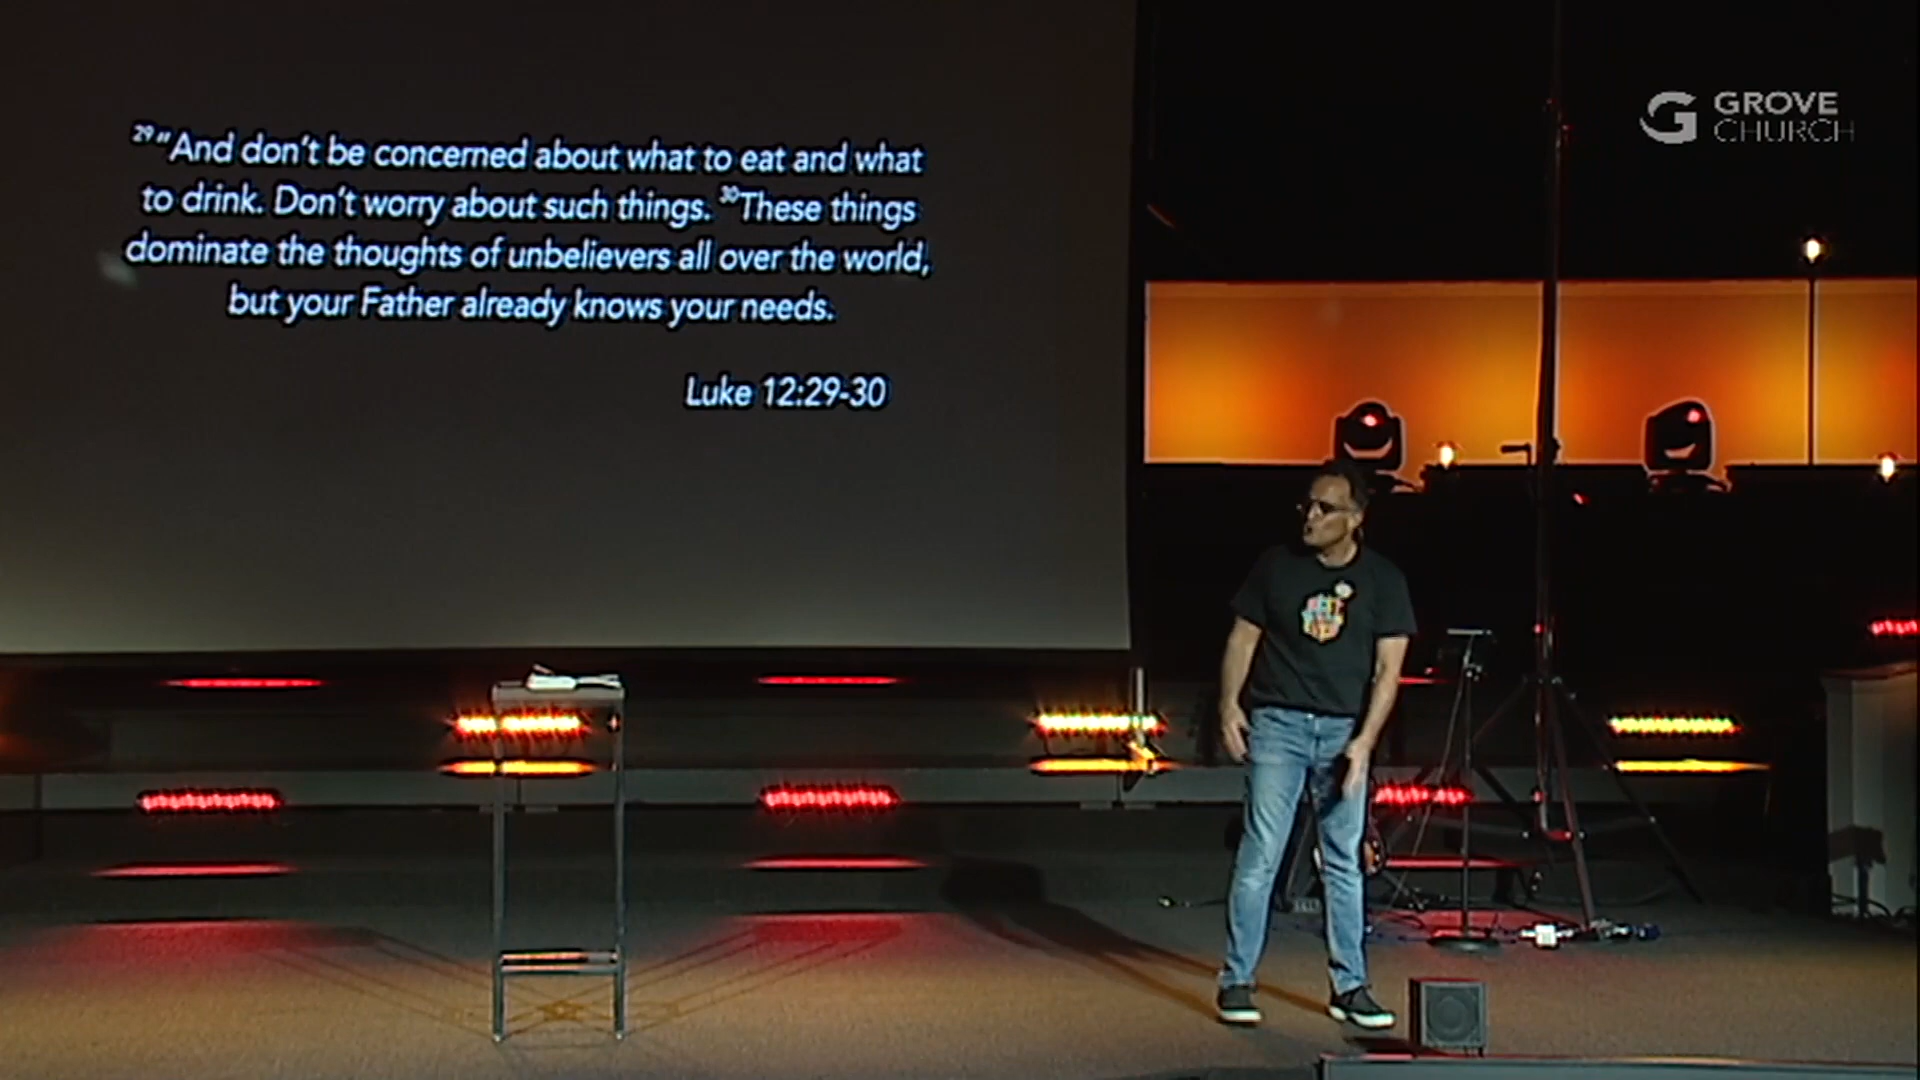 ²⁹"And don't be concerned about what to eat and what
to drink. Don't worry about such things. ³⁰These things
dominate the thoughts of unbelievers all over the world,
but your Father already knows your needs.
Luke 12:29-30
GROVE
CHURCH